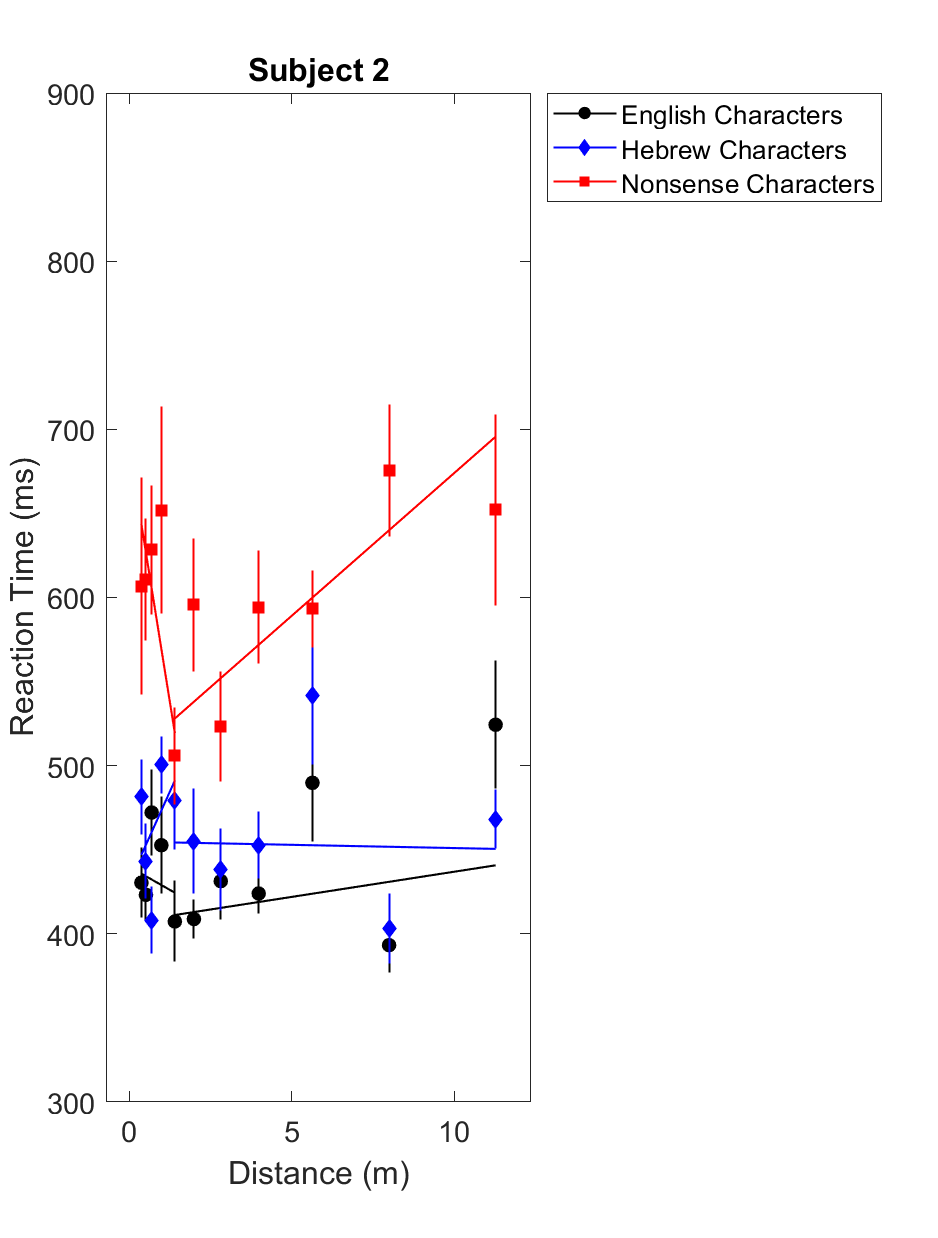 Subject 2
900
800
700
600
500
400
300
0 5 10
Reaction Time (ms)
Distance (m)
English Characters
Hebrew Characters
Nonsense Characters